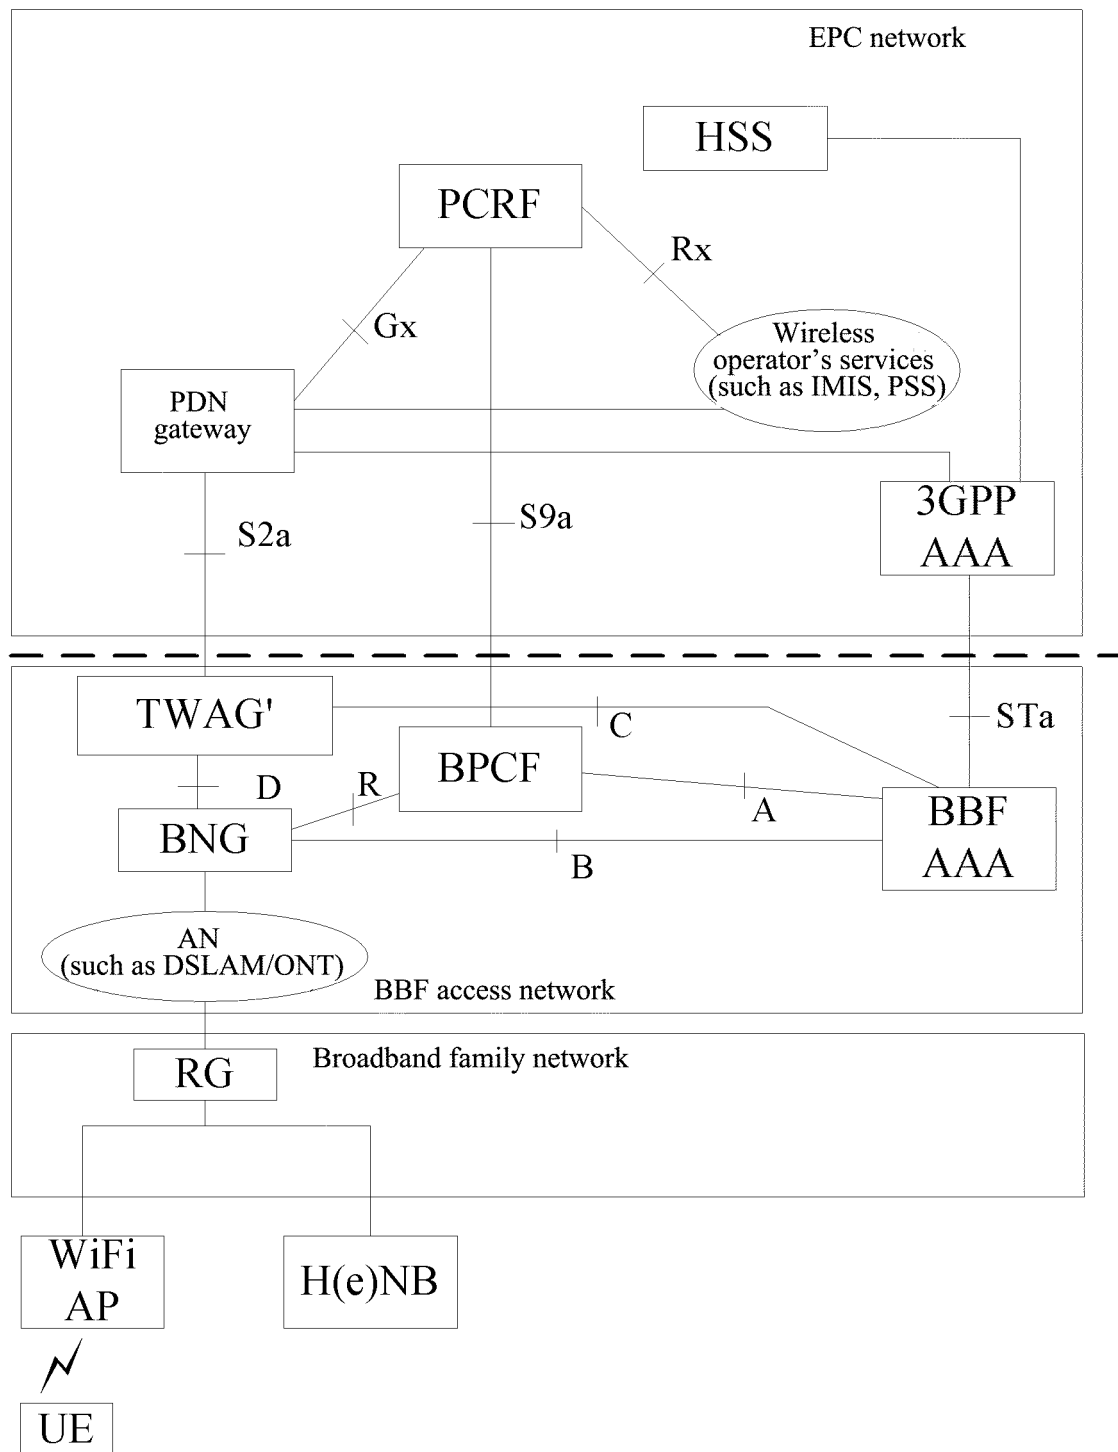 EPC network
HSS
PCRF
Rx
Gx
Wireless
operator's services
(such as IMIS, PSS)
PDN
gateway
3GPP
AAA
S2a
S9a
STa
TWAG'
C
BPCF
D
R
A
BBF
AAA
BNG
B
AN
(such as DSLAM/ONT)
BBF access network
Broadband family network
RG
WiFi
AP
H(e)NB
UE